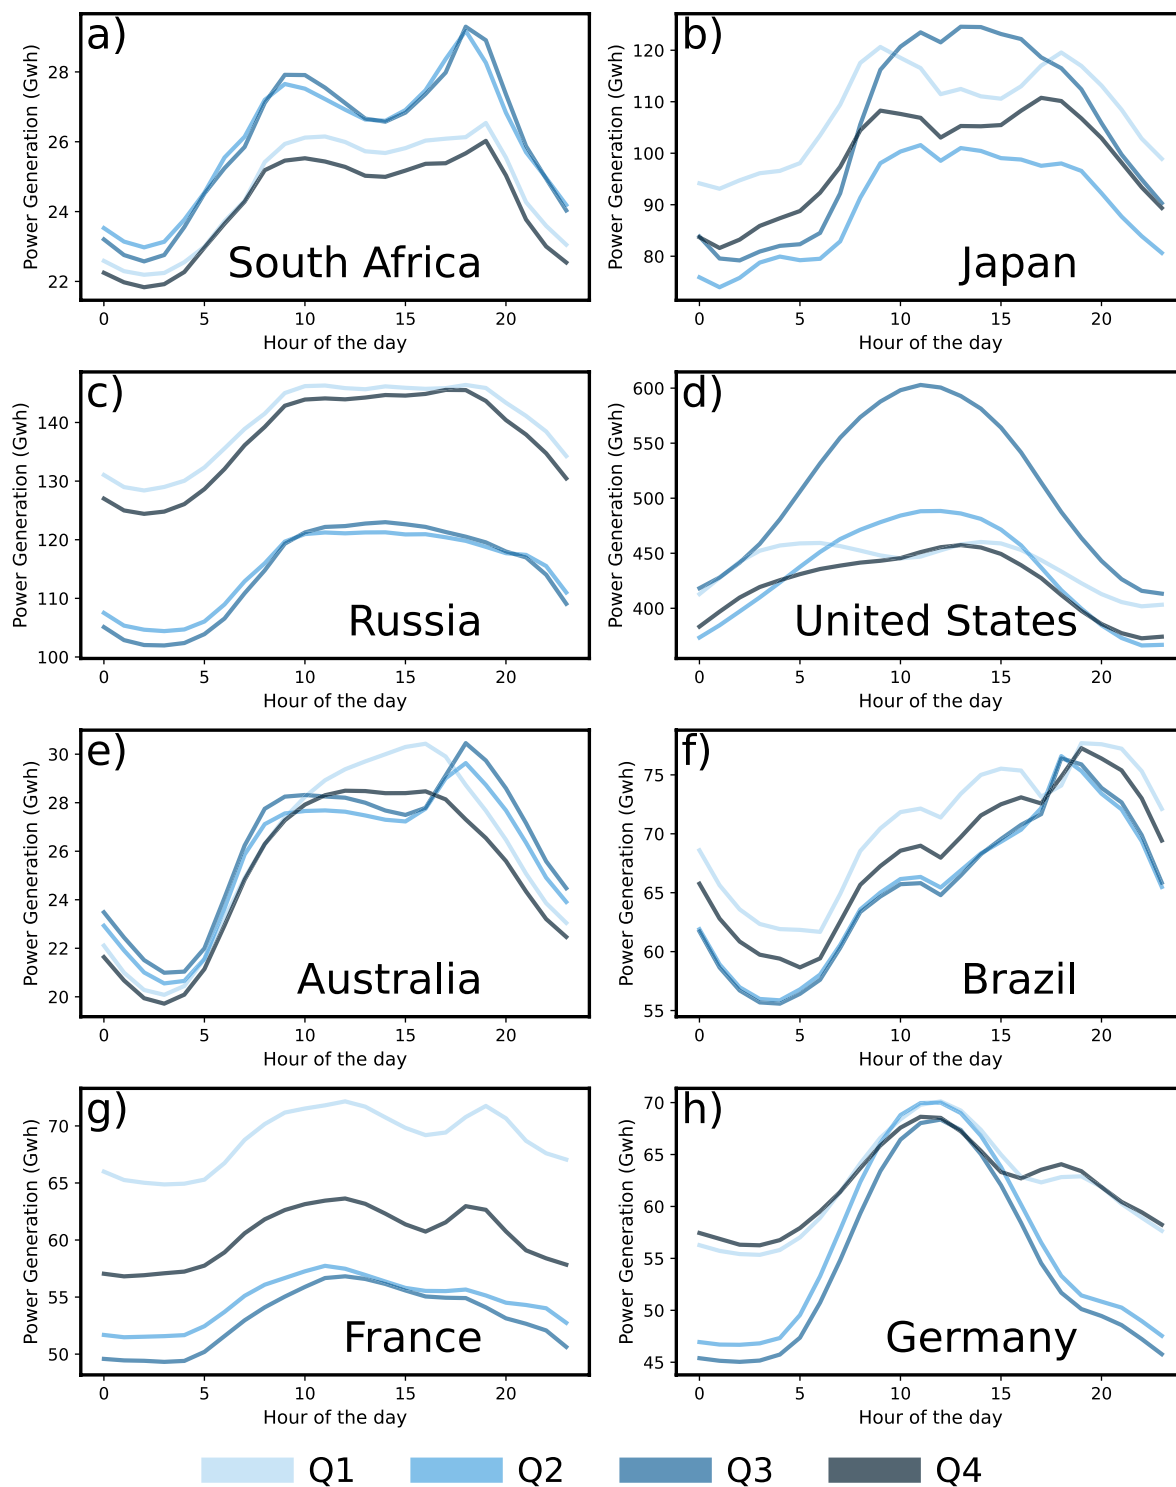 a)
South Africa
Power Generation (Gwh)
28
26
24
22
0 5 10 15 20
Hour of the day
b)
Japan
Power Generation (Gwh)
120
110
100
90
80
0 5 10 15 20
Hour of the day
c)
Russia
Power Generation (Gwh)
140
130
120
110
100
0 5 10 15 20
Hour of the day
d)
United States
Power Generation (Gwh)
600
550
500
450
400
0 5 10 15 20
Hour of the day
e)
Australia
Power Generation (Gwh)
30
28
26
24
22
20
0 5 10 15 20
Hour of the day
f)
Brazil
Power Generation (Gwh)
75
70
65
60
55
0 5 10 15 20
Hour of the day
g)
France
Power Generation (Gwh)
70
65
60
55
50
0 5 10 15 20
Hour of the day
h)
Germany
Power Generation (Gwh)
70
65
60
55
50
45
0 5 10 15 20
Hour of the day
Q1 Q2 Q3 Q4